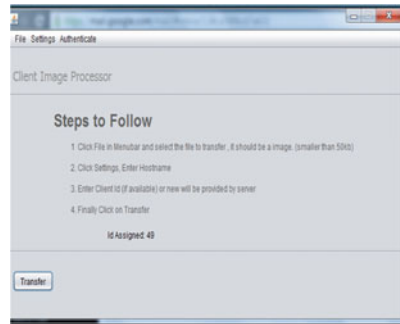 File Settings Authenticate
Client Image Processor
Steps to Follow
1. Click File in Menubar and select the file to transfer , it should be a image. (smaller than 50kb)
2. Click Settings, Enter Hostname
3. Enter Client Id (if available) or new will be provided by server
4. Finally Click on Transfer
Id Assigned: 49
Transfer